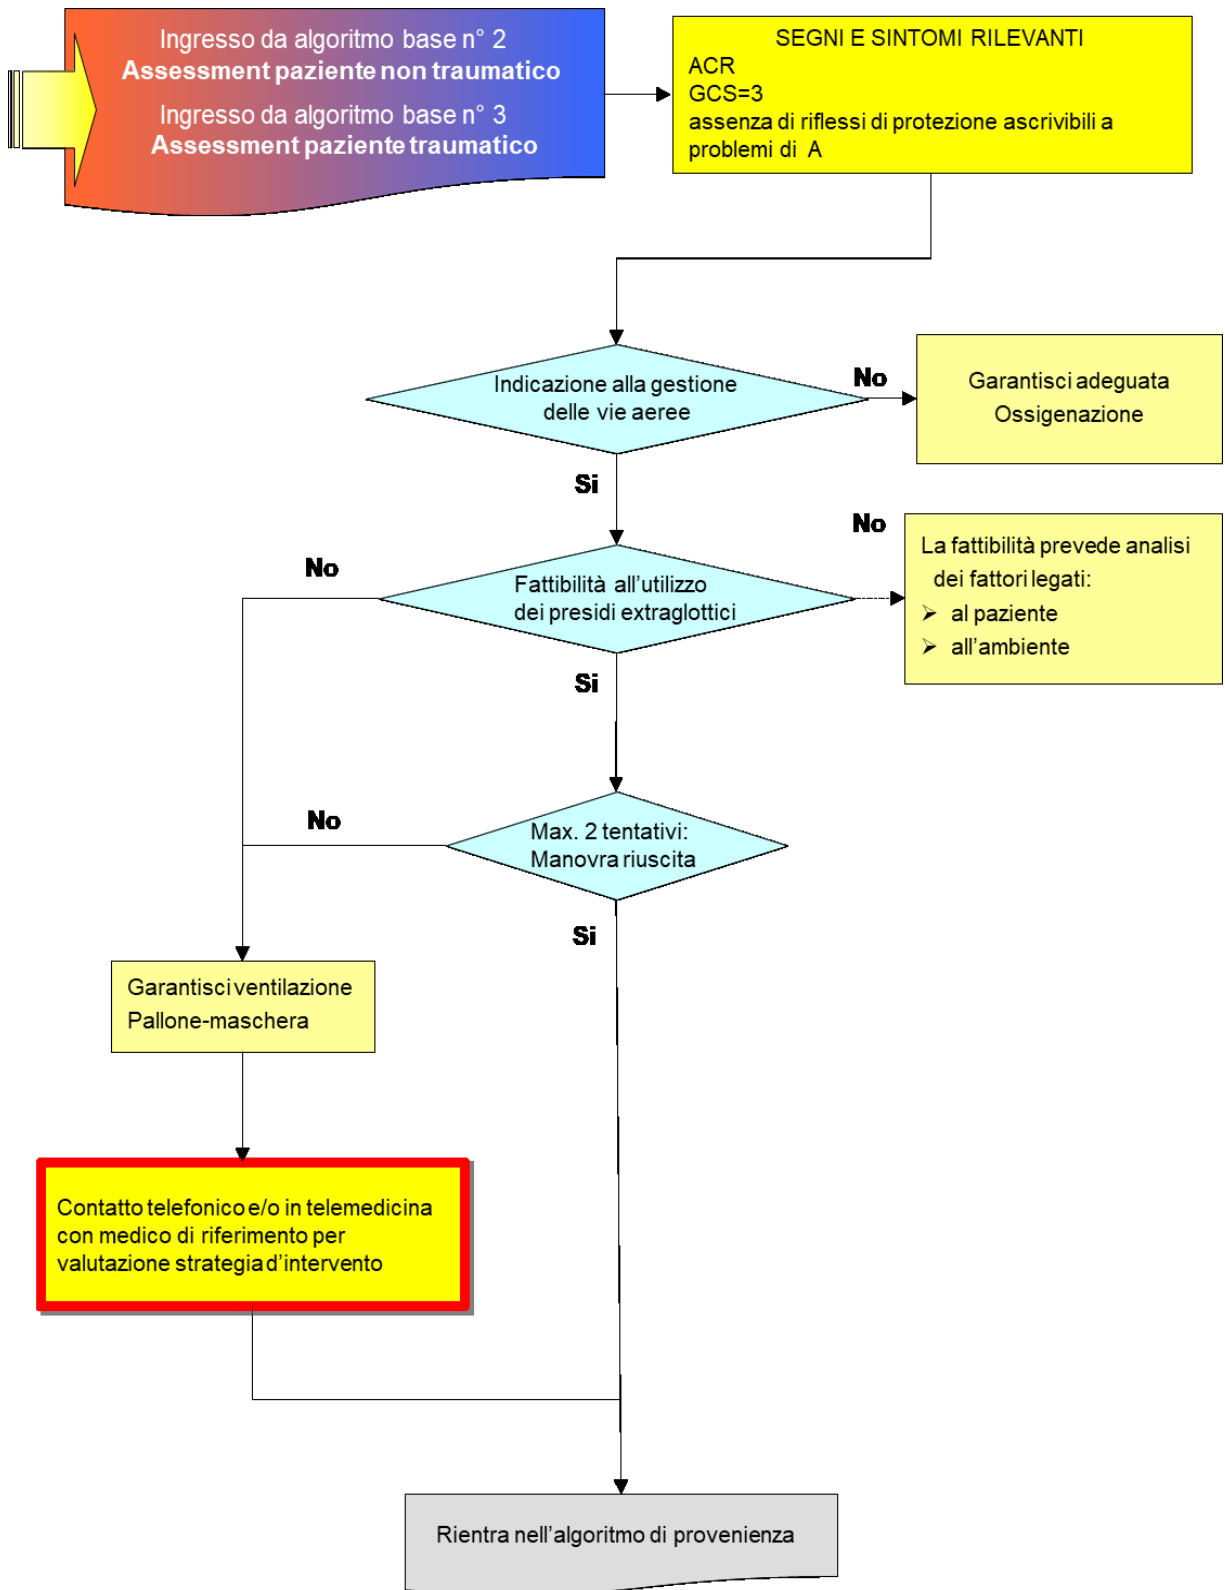 Ingresso da algoritmo base n° 2
Assessment paziente non traumatico
Ingresso da algoritmo base n° 3
Assessment paziente traumatico
SEGNI E SINTOMI RILEVANTI
ACR
GCS=3
assenza di riflessi di protezione ascrivibili a
problemi di A
Indicazione alla gestione
delle vie aeree
No
Garantisci adeguata
Ossigenazione
Si
No
Fattibilità all'utilizzo
dei presidi extraglottici
No
La fattibilità prevede analisi
dei fattori legati:
➢ al paziente
➢ all'ambiente
Si
Max. 2 tentativi:
Manovra riuscita
No
Si
Garantisci ventilazione
Pallone-maschera
Contatto telefonico e/o in telemedicina
con medico di riferimento per
valutazione strategia d'intervento
Rientra nell'algoritmo di provenienza